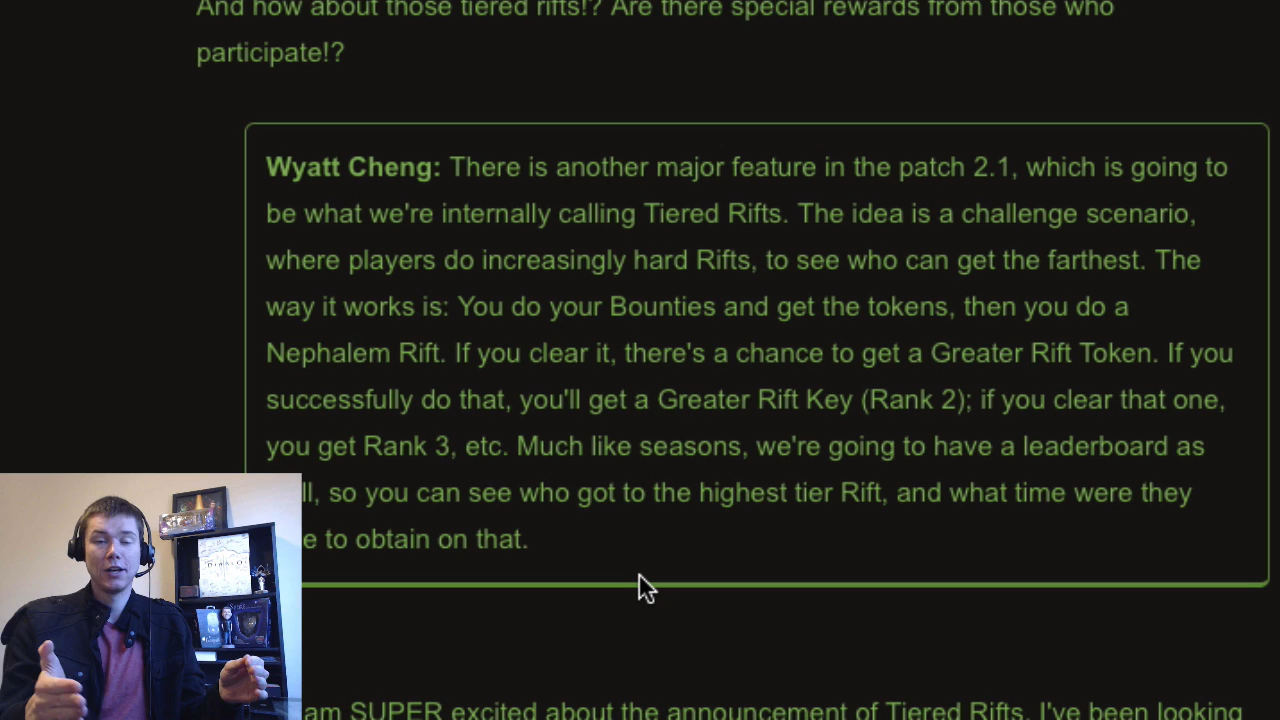 And how about those tiered rifts!? Are there special rewards from those who
participate!?
Wyatt Cheng: There is another major feature in the patch 2.1, which is going to
be what we're internally calling Tiered Rifts. The idea is a challenge scenario,
where players do increasingly hard Rifts, to see who can get the farthest. The
way it works is: You do your Bounties and get the tokens, then you do a
Nephalem Rift. If you clear it, there's a chance to get a Greater Rift Token. If you
successfully do that, you'll get a Greater Rift Key (Rank 2); if you clear that one,
you get Rank 3, etc. Much like seasons, we're going to have a leaderboard as
ll, so you can see who got to the highest tier Rift, and what time were they
e to obtain on that.
DIABLO
am SUPER excited about the announcement of Tiered Rifts. I've been looking